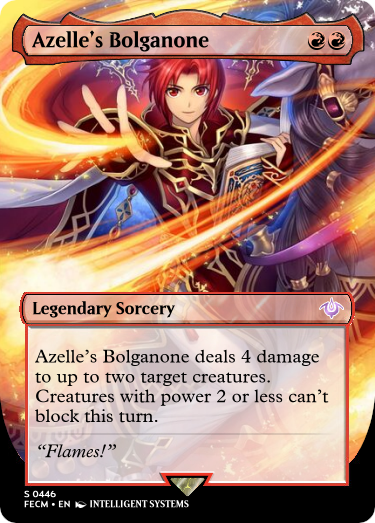 Azelle's Bolganone
Legendary Sorcery
Azelle's Bolganone deals 4 damage
to up to two target creatures.
Creatures with power 2 or less can't
block this turn.
“Flames!”
S 0446
FECM • EN INTELLIGENT SYSTEMS